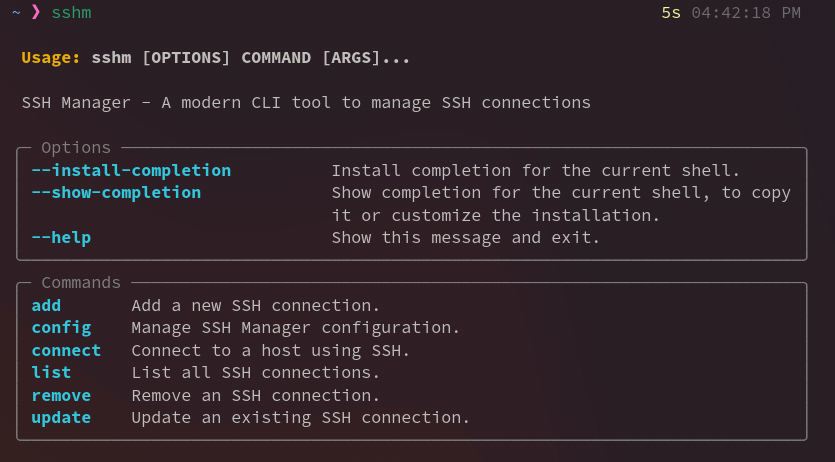 ~ ❯ sshm 5s 04:42:18 PM
Usage: sshm [OPTIONS] COMMAND [ARGS]...
SSH Manager - A modern CLI tool to manage SSH connections
Options
--install-completion Install completion for the current shell.
--show-completion Show completion for the current shell, to copy
it or customize the installation.
--help Show this message and exit.
Commands
add Add a new SSH connection.
config Manage SSH Manager configuration.
connect Connect to a host using SSH.
list List all SSH connections.
remove Remove an SSH connection.
update Update an existing SSH connection.